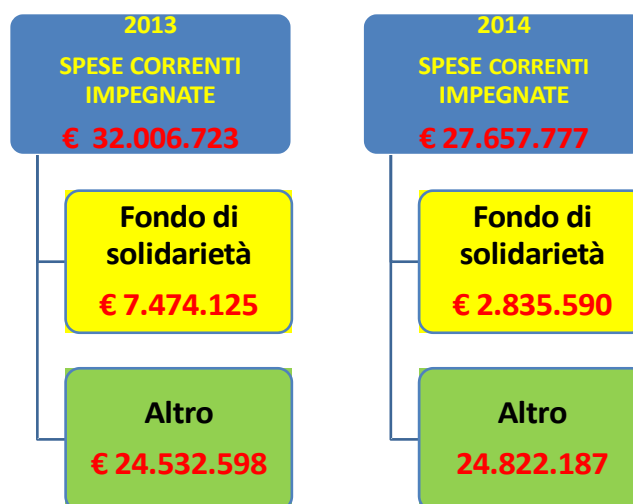 2013
SPESE CORRENTI
IMPEGNATE
€ 32.006.723
Fondo di
solidarietà
€ 7.474.125
Altro
€ 24.532.598
2014
SPESE CORRENTI
IMPEGNATE
€ 27.657.777
Fondo di
solidarietà
€ 2.835.590
Altro
24.822.187